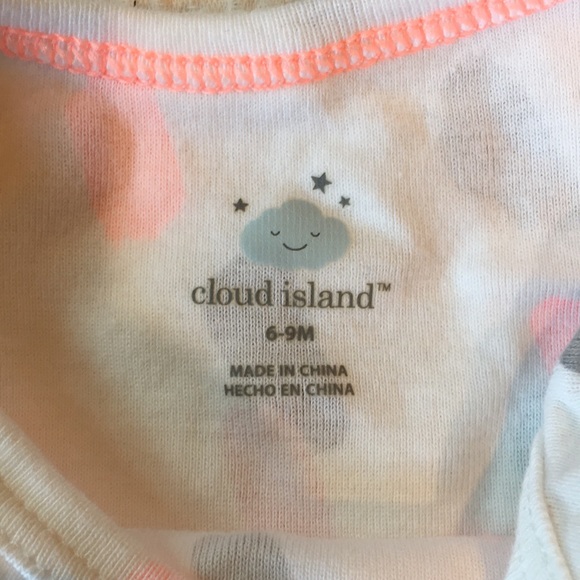 cloud island™
6-9M
MADE IN CHINA
HECHO EN CHINA